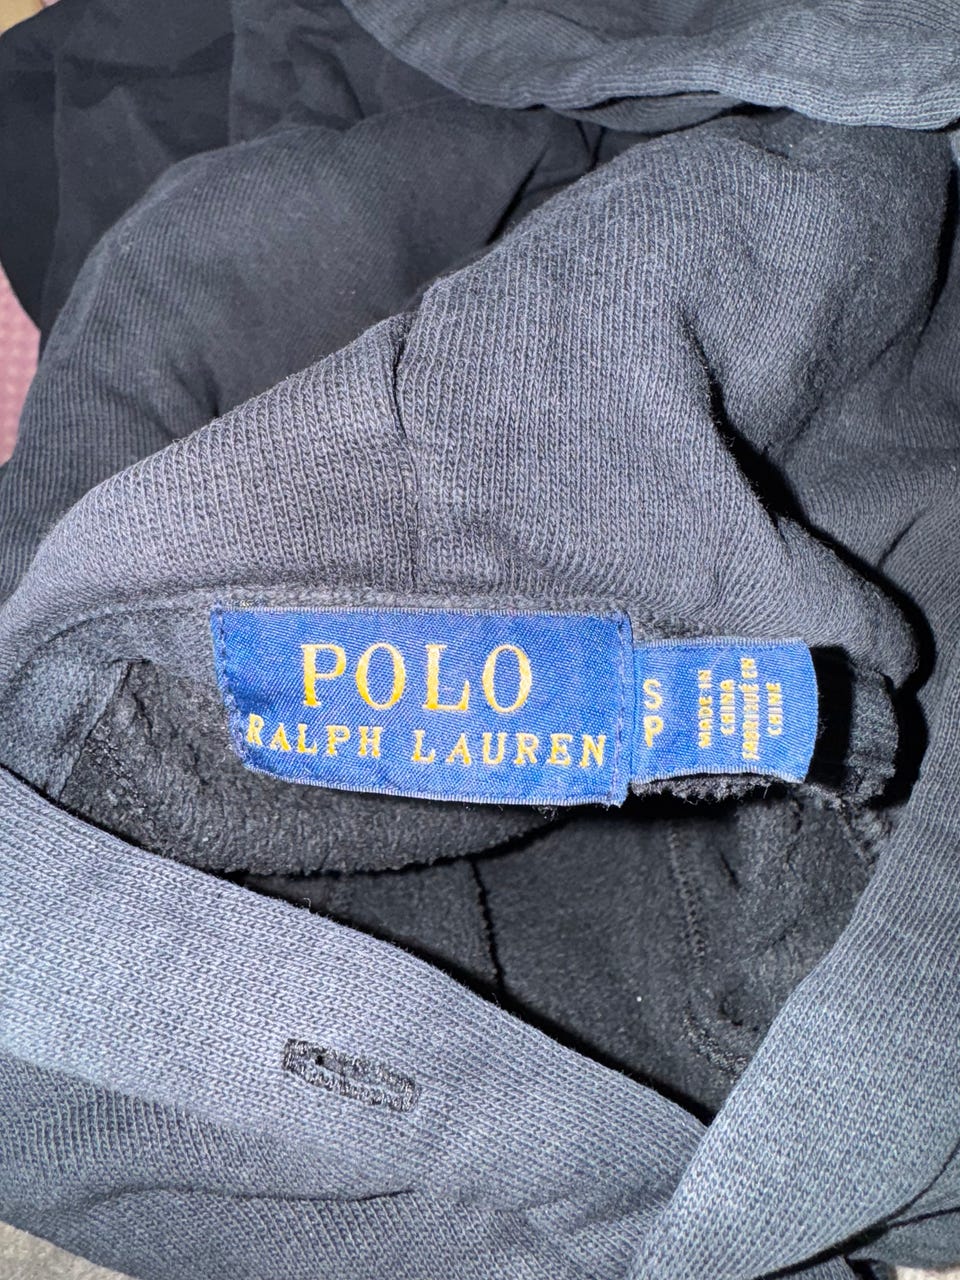 POLO
RALPH LAUREN
S
P
MADE IN
CHINA
FABRIQUÉ EN
CHINE